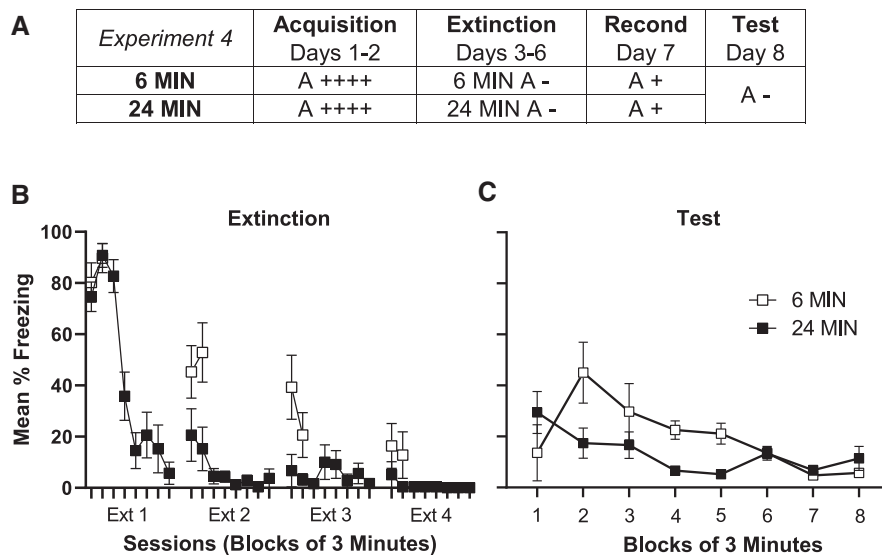 A
Experiment 4 Acquisition Days 1-2 Extinction Days 3-6 Recond Day 7 Test Day 8
6 MIN A ++++ 6 MIN A - A + A -
24 MIN A ++++ 24 MIN A - A +
B
Extinction
Mean % Freezing
100
80
60
40
20
0
Ext 1 Ext 2 Ext 3 Ext 4
Sessions (Blocks of 3 Minutes)
C
Test
6 MIN
24 MIN
1 2 3 4 5 6 7 8
Blocks of 3 Minutes